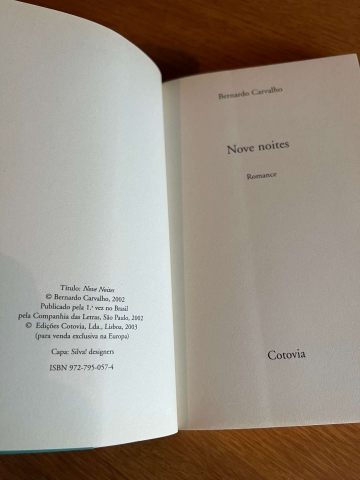 Título: Nove Noites
© Bernardo Carvalho, 2002
Publicado pela 1.ª vez no Brasil
pela Companhia das Letras, São Paulo, 2002
© Edições Cotovia, Lda., Lisboa, 2003
(para venda exclusiva na Europa)
Capa: Silva! designers
ISBN 972-795-057-4
Bernardo Carvalho
Nove noites
Romance
Cotovia